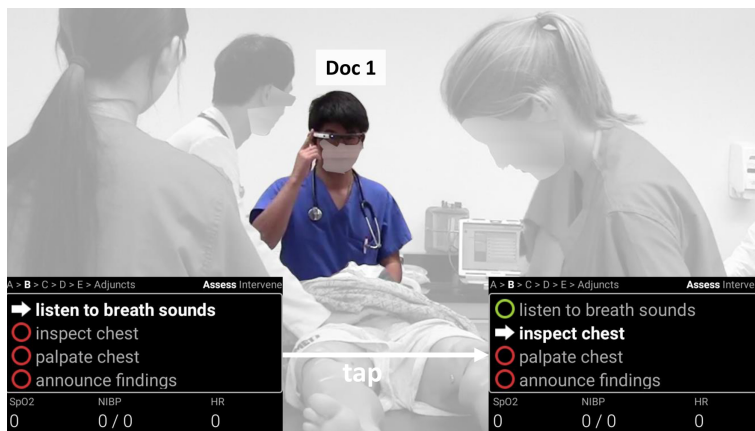 Doc 1
A > B > C > D > E > Adjuncts Assess Intervene
listen to breath sounds
inspect chest
palpate chest
announce findings
SpO2 NIBP HR
0 0 / 0 0
tap
A > B > C > D > E > Adjuncts Assess Interve
listen to breath sounds
inspect chest
palpate chest
announce findings
SpO2 NIBP HR
0 0 / 0 0